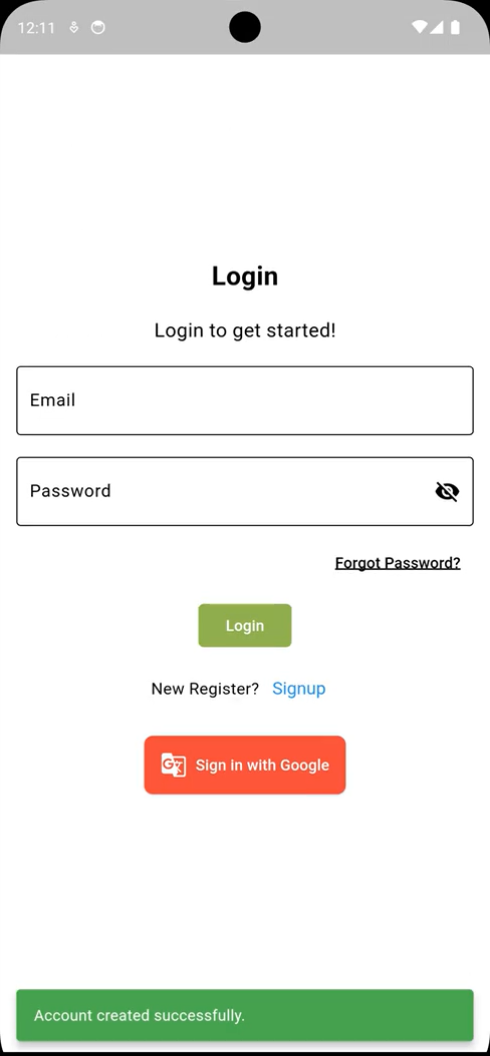 12:11
Login
Login to get started!
Email
Password
Forgot Password?
Login
New Register? Signup
G Sign in with Google
Account created successfully.